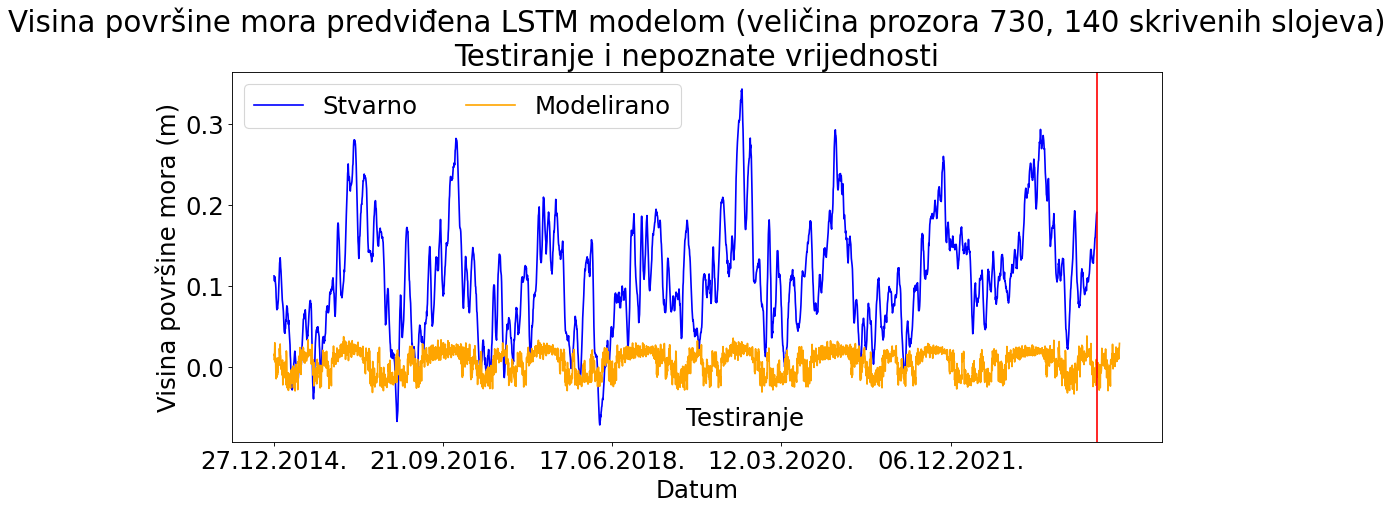 Visina površine mora predviđena LSTM modelom (veličina prozora 730, 140 skrivenih slojeva)
Testiranje i nepoznate vrijednosti
Stvarno
Modelirano
Visina površine mora (m)
0.3
0.2
0.1
0.0
Testiranje
27.12.2014.
21.09.2016.
17.06.2018.
12.03.2020.
06.12.2021.
Datum